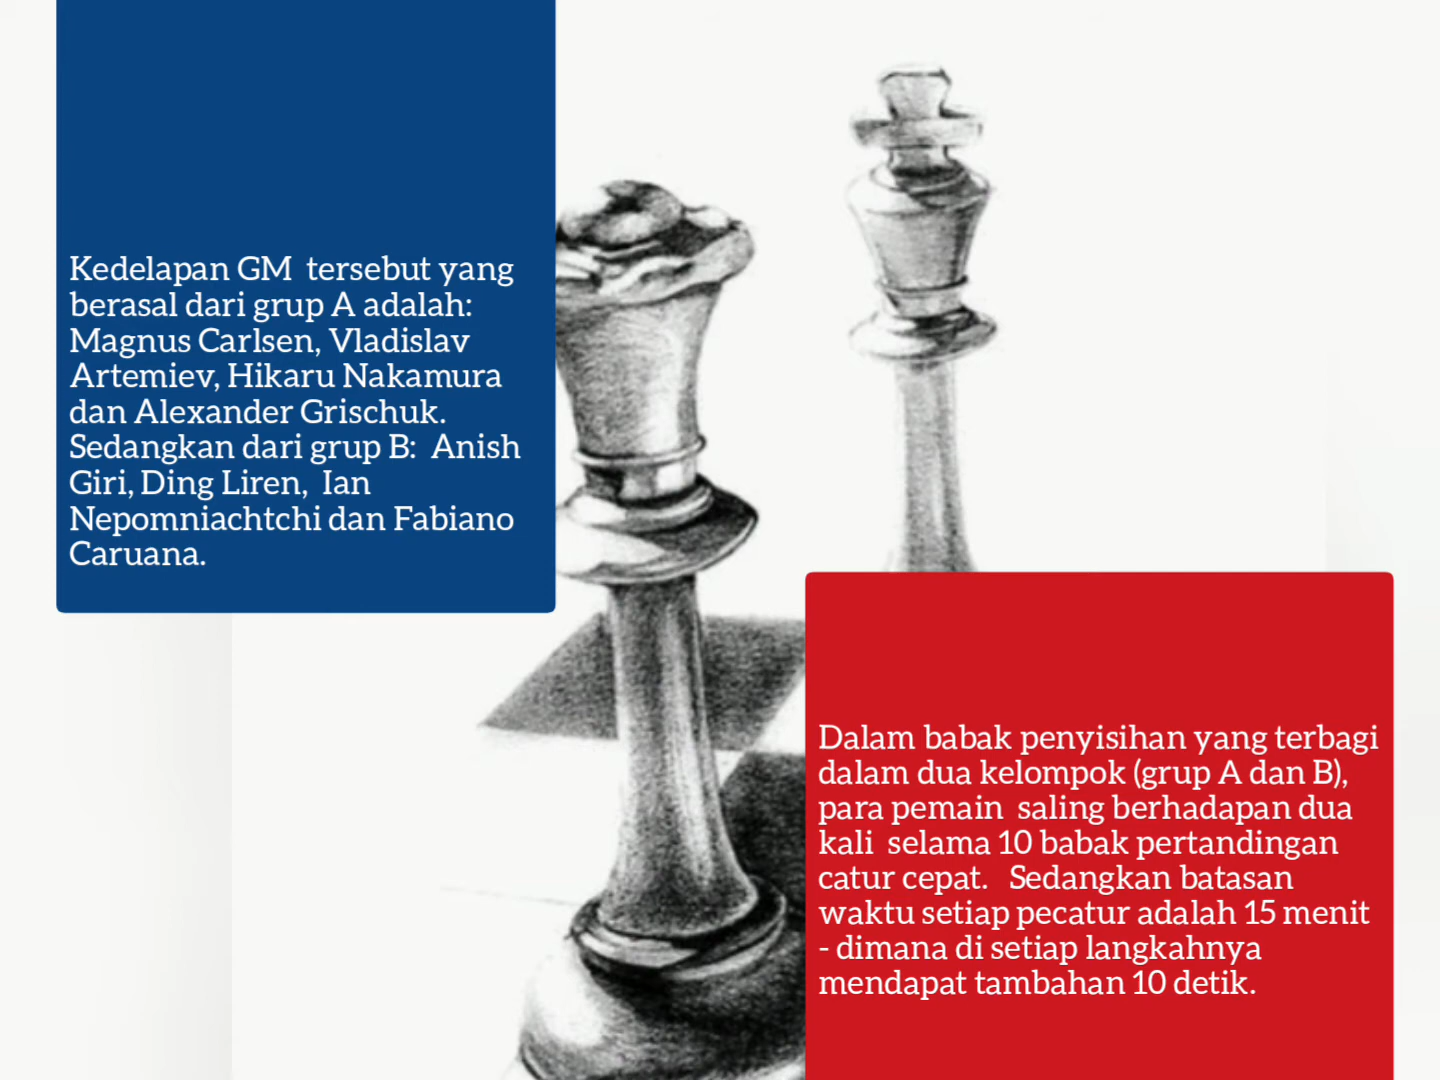 Kedelapan GM tersebut yang
berasal dari grup A adalah:
Magnus Carlsen, Vladislav
Artemiev, Hikaru Nakamura
dan Alexander Grischuk.
Sedangkan dari grup B: Anish
Giri, Ding Liren, Ian
Nepomniachtchi dan Fabiano
Caruana.
Dalam babak penyisihan yang terbagi
dalam dua kelompok (grup A dan B),
para pemain saling berhadapan dua
kali selama 10 babak pertandingan
catur cepat. Sedangkan batasan
waktu setiap pecatur adalah 15 menit
- dimana di setiap langkahnya
mendapat tambahan 10 detik.